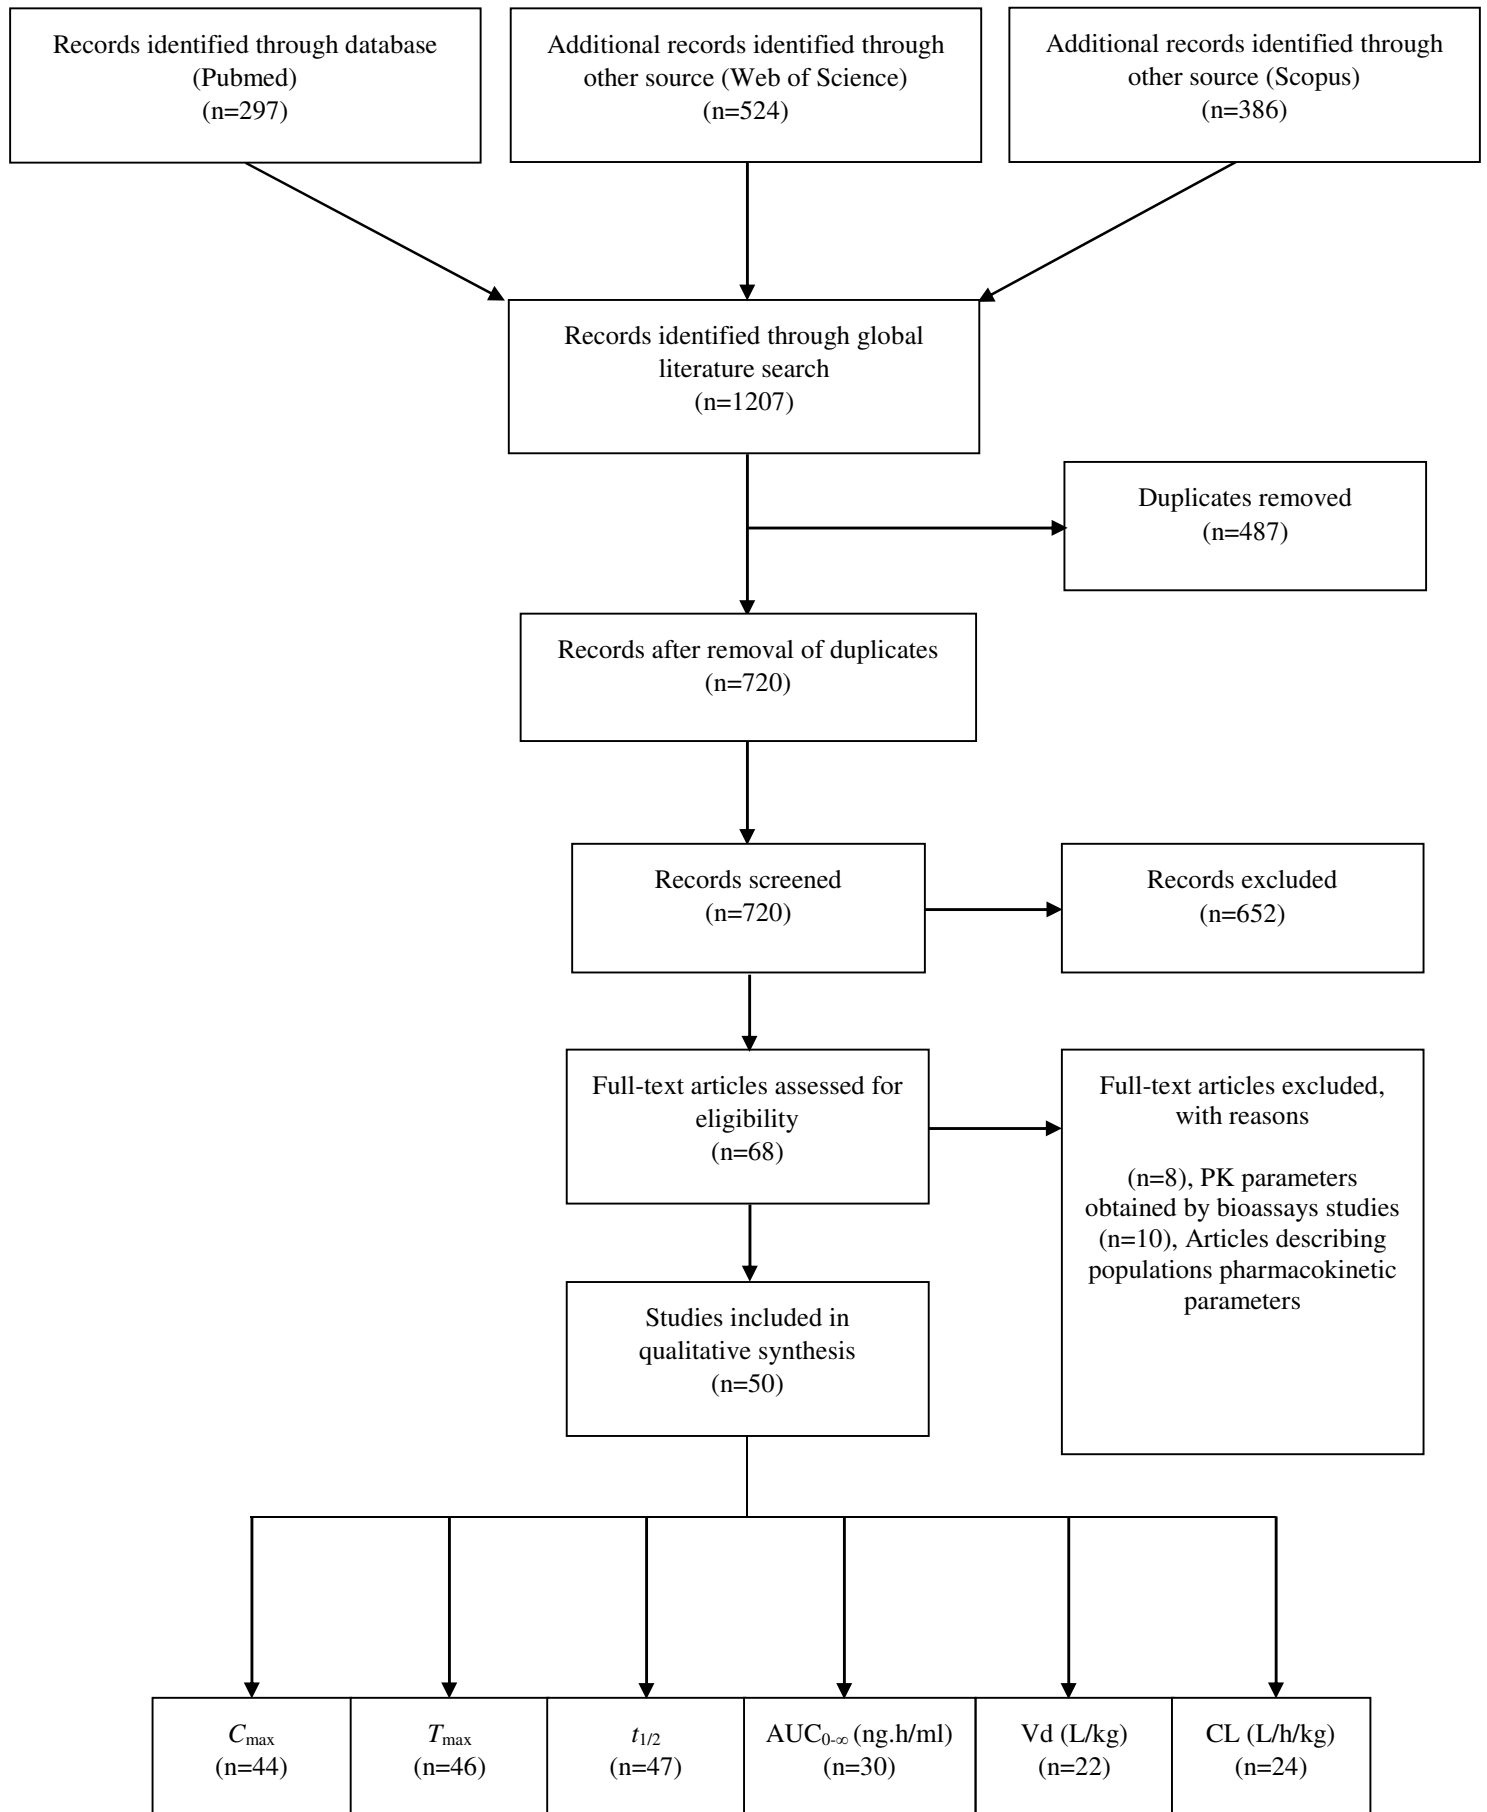 Records identified through database
(Pubmed)
(n=297)
Additional records identified through
other source (Web of Science)
(n=524)
Additional records identified through
other source (Scopus)
(n=386)
Records identified through global
literature search
(n=1207)
Duplicates removed
(n=487)
Records after removal of duplicates
(n=720)
Records screened
(n=720)
Records excluded
(n=652)
Full-text articles assessed for
eligibility
(n=68)
Full-text articles excluded,
with reasons
(n=8), PK parameters
obtained by bioassays studies
(n=10), Articles describing
populations pharmacokinetic
parameters
Studies included in
qualitative synthesis
(n=50)
Cmax
(n=44)
Tmax
(n=46)
t1/2
(n=47)
AUC0-∞ (ng.h/ml)
(n=30)
Vd (L/kg)
(n=22)
CL (L/h/kg)
(n=24)